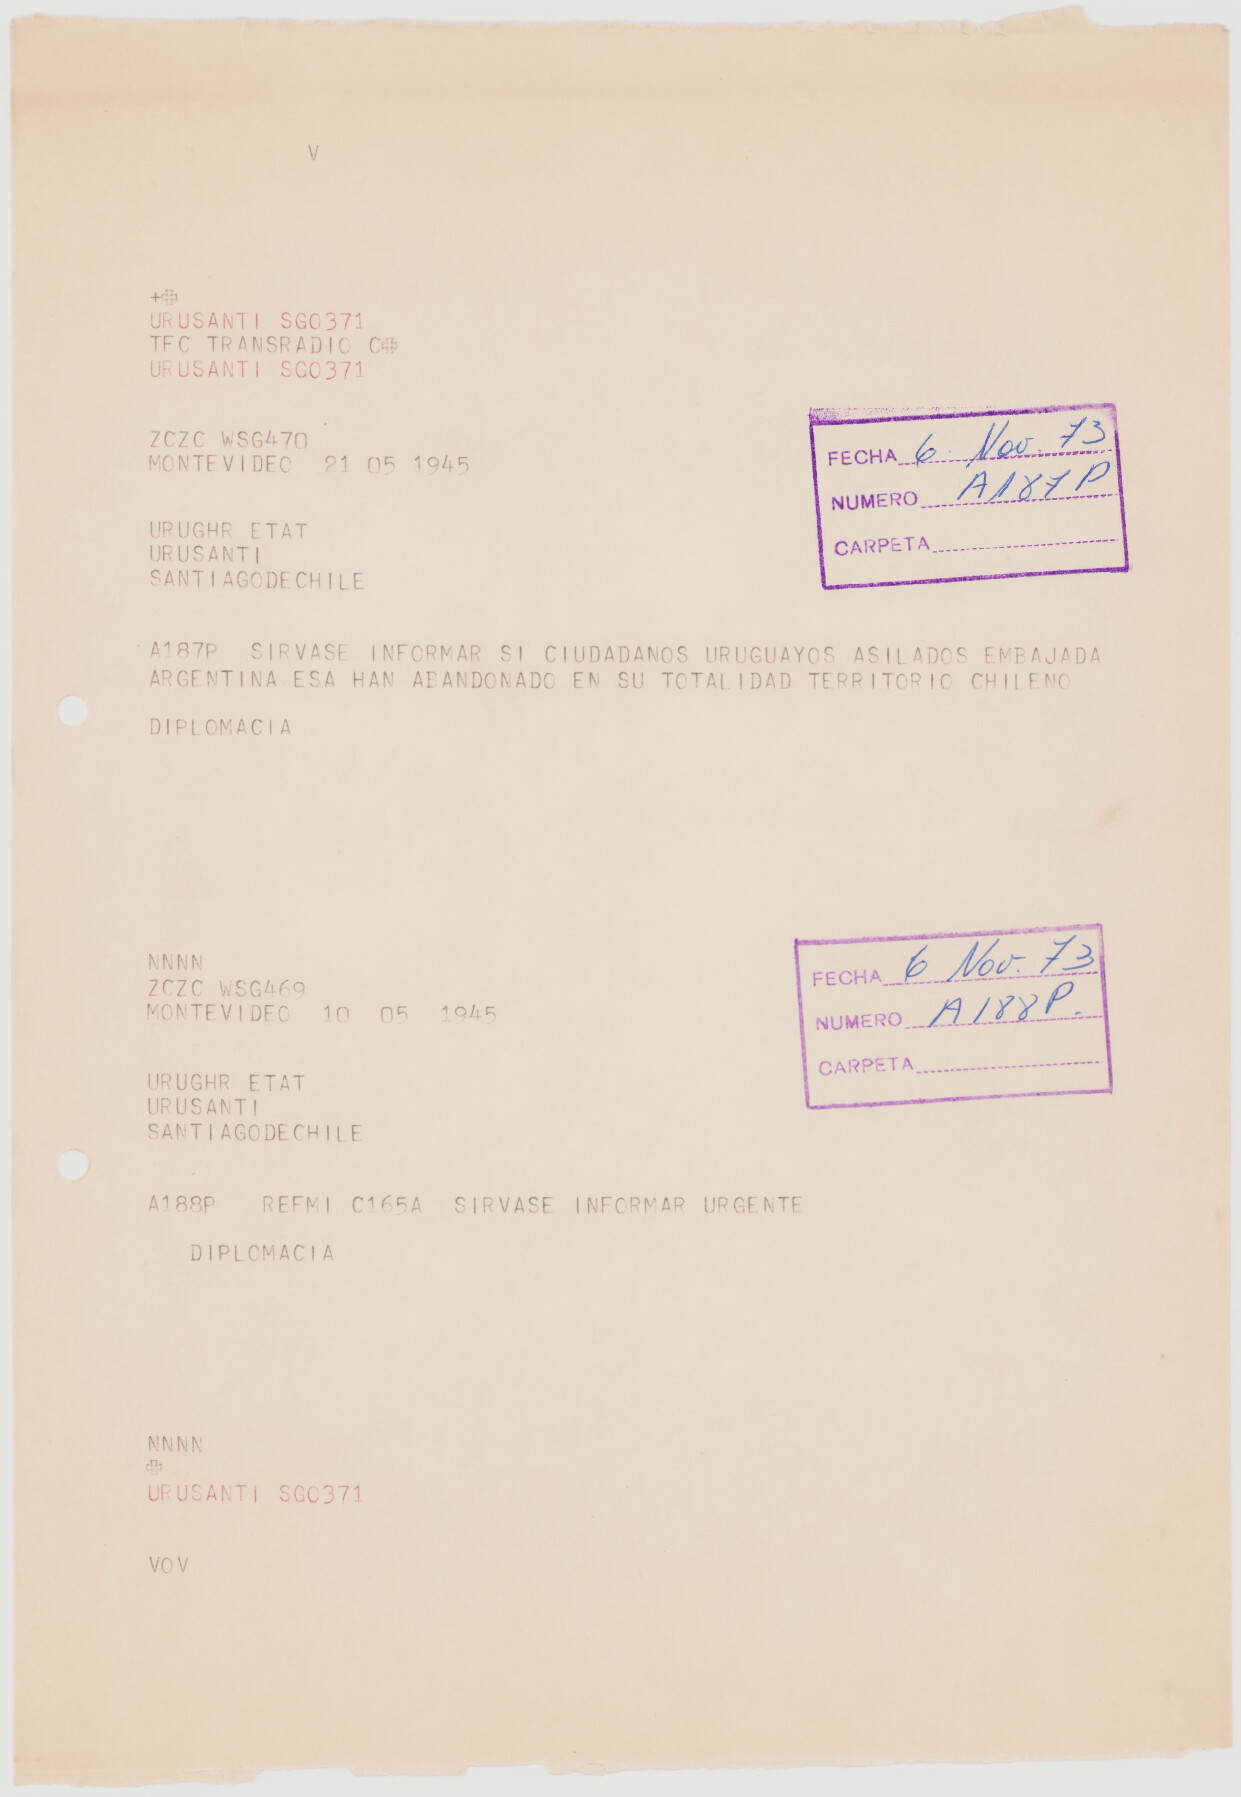 V
+✠
URUSANTI SG0371
TFC TRANSRADIO C✠
URUSANTI SG0371
ZCZC WSG470
MONTEVIDEO 21 05 1945
FECHA 6 Nov. 73
NUMERO A187P
CARPETA
URUGHR ETAT
URUSANTI
SANTIAGODECHILE
A187P SIRVASE INFORMAR SI CIUDADANOS URUGUAYOS ASILADOS EMBAJADA
ARGENTINA ESA HAN ABANDONADO EN SU TOTALIDAD TERRITORIO CHILENO
DIPLOMACIA
NNNN
ZCZC WSG469
MONTEVIDEO 10 05 1945
FECHA 6 Nov. 73
NUMERO A188P.
CARPETA
URUGHR ETAT
URUSANTI
SANTIAGODECHILE
A188P REFMI C165A SIRVASE INFORMAR URGENTE
DIPLOMACIA
NNNN
✠
URUSANTI SG0371
VOV